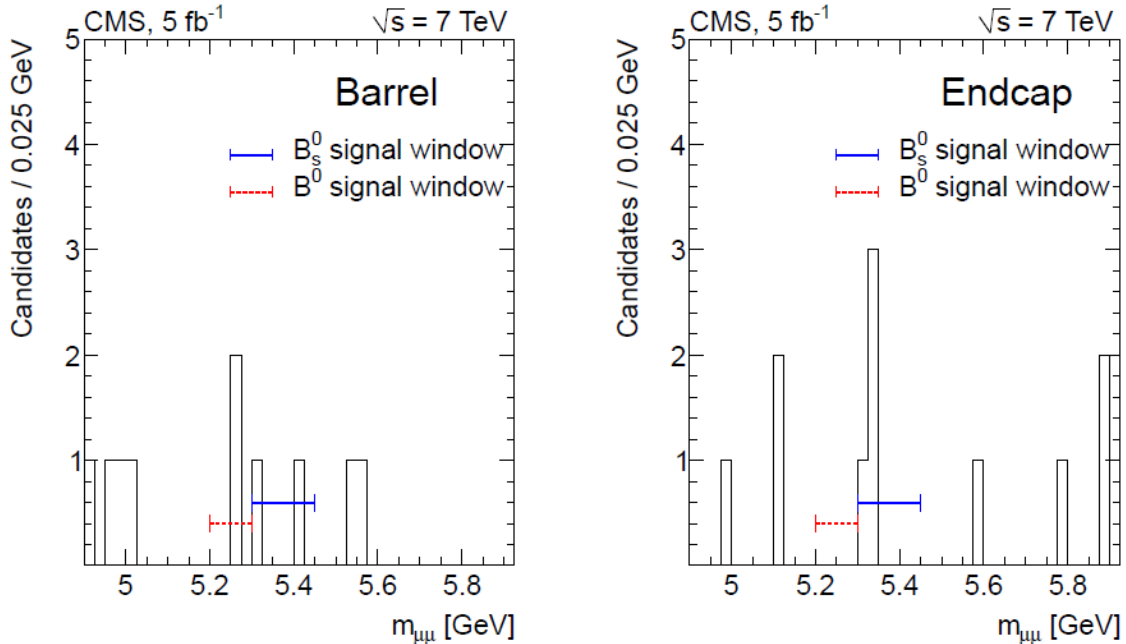 CMS, 5 fb⁻¹ √s = 7 TeV
Candidates / 0.025 GeV
5
4
3
2
1
Barrel
B⁰ₛ signal window
B⁰ signal window
5 5.2 5.4 5.6 5.8
m_μμ [GeV]
CMS, 5 fb⁻¹ √s = 7 TeV
Candidates / 0.025 GeV
5
4
3
2
1
Endcap
B⁰ₛ signal window
B⁰ signal window
5 5.2 5.4 5.6 5.8
m_μμ [GeV]